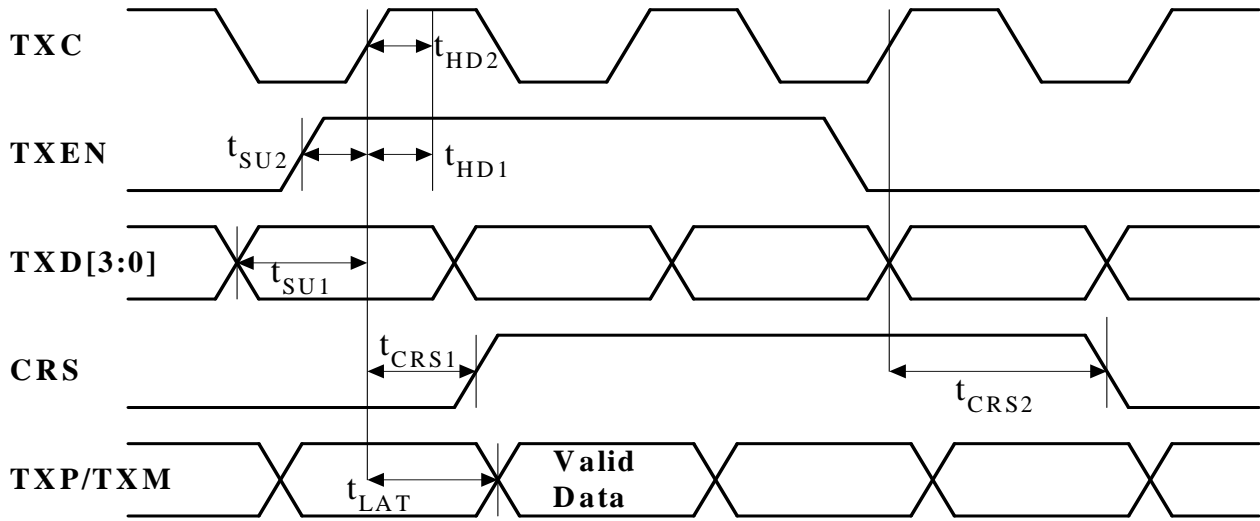 TXC
tHD2
TXEN
tSU2
tHD1
TXD[3:0]
tSU1
CRS
tCRS1
tCRS2
TXP/TXM
tLAT
Valid
Data